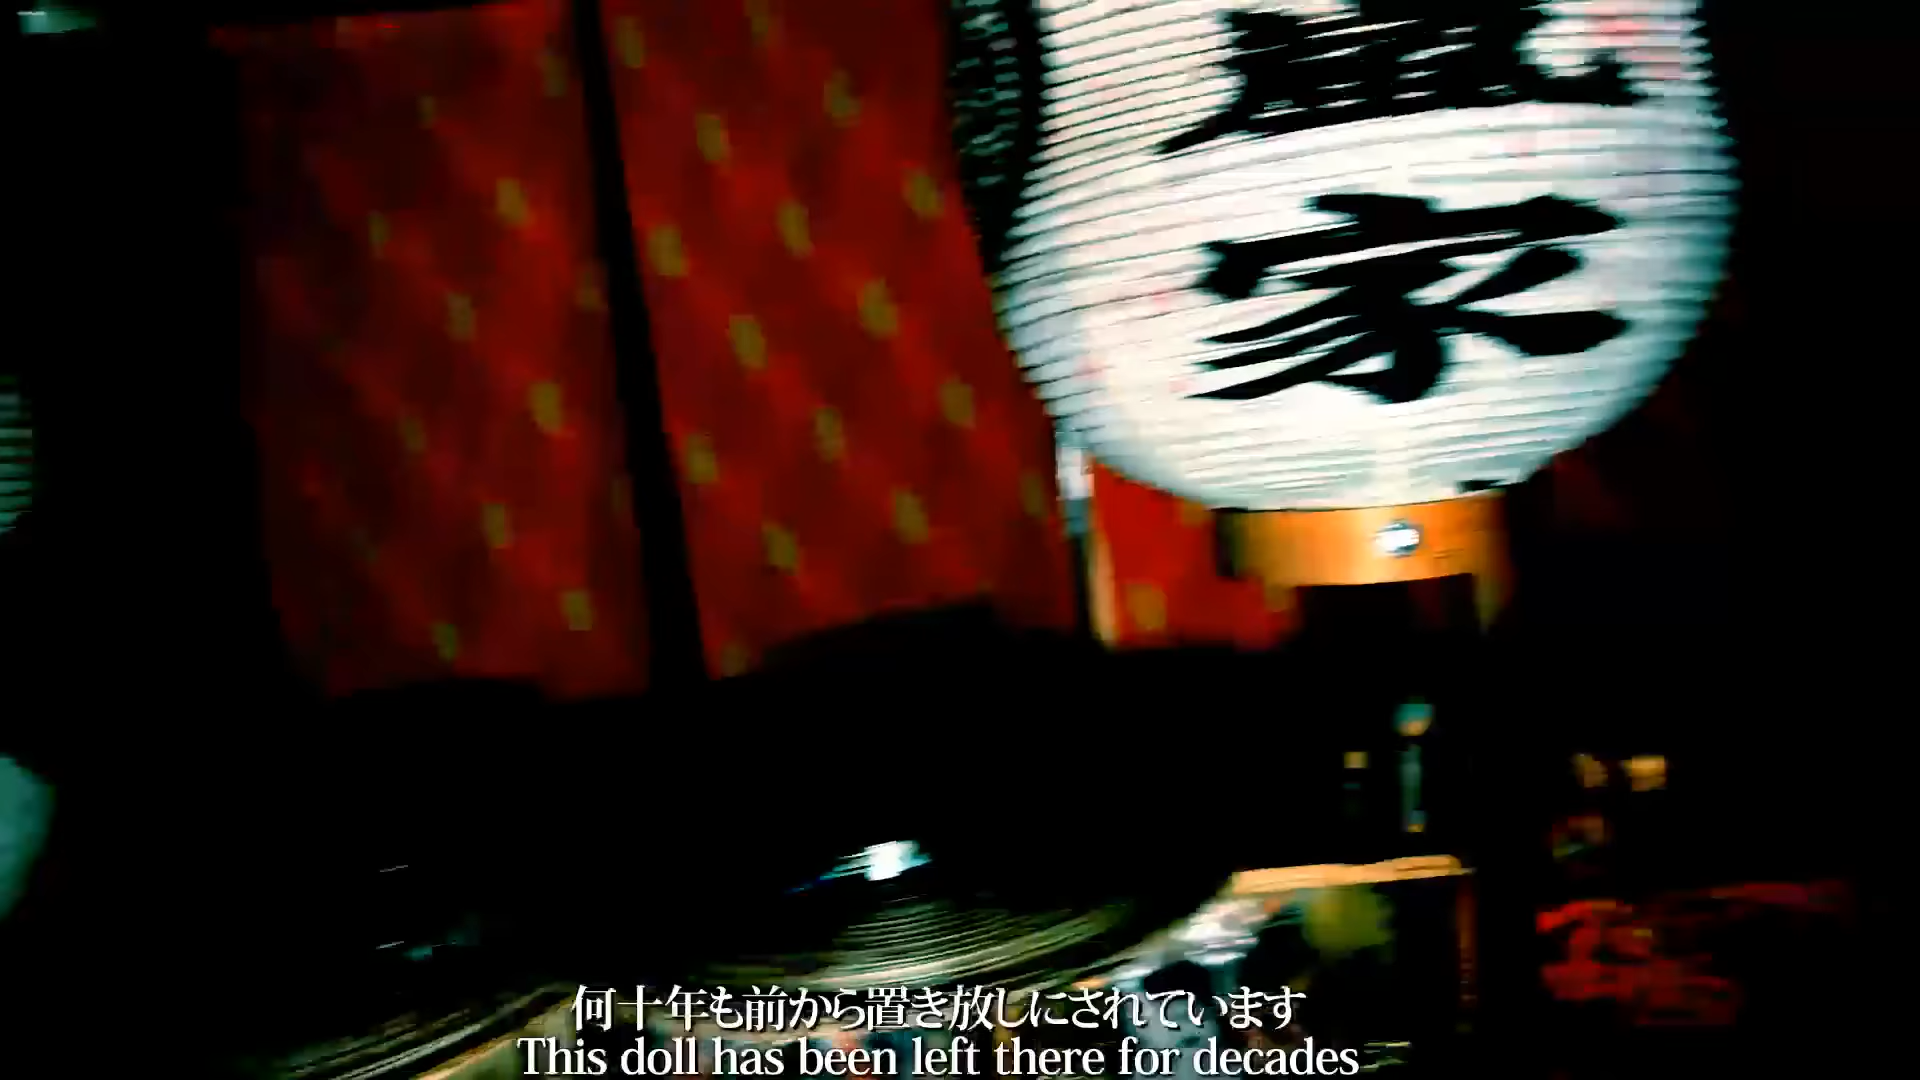 家
何十年も前から置き放しにされています
This doll has been left there for decades